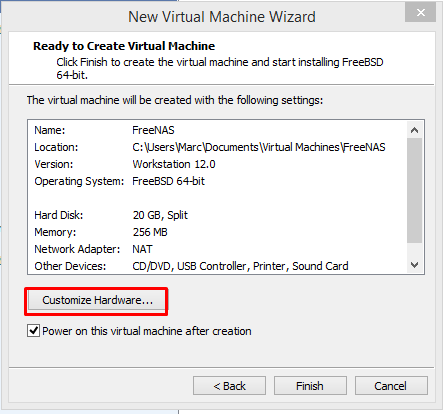 New Virtual Machine Wizard
Ready to Create Virtual Machine
Click Finish to create the virtual machine and start installing FreeBSD
64-bit.
The virtual machine will be created with the following settings:
Name: FreeNAS
Location: C:\Users\Marc\Documents\Virtual Machines\FreeNAS
Version: Workstation 12.0
Operating System: FreeBSD 64-bit
Hard Disk: 20 GB, Split
Memory: 256 MB
Network Adapter: NAT
Other Devices: CD/DVD, USB Controller, Printer, Sound Card
Customize Hardware...
Power on this virtual machine after creation
< Back Finish Cancel